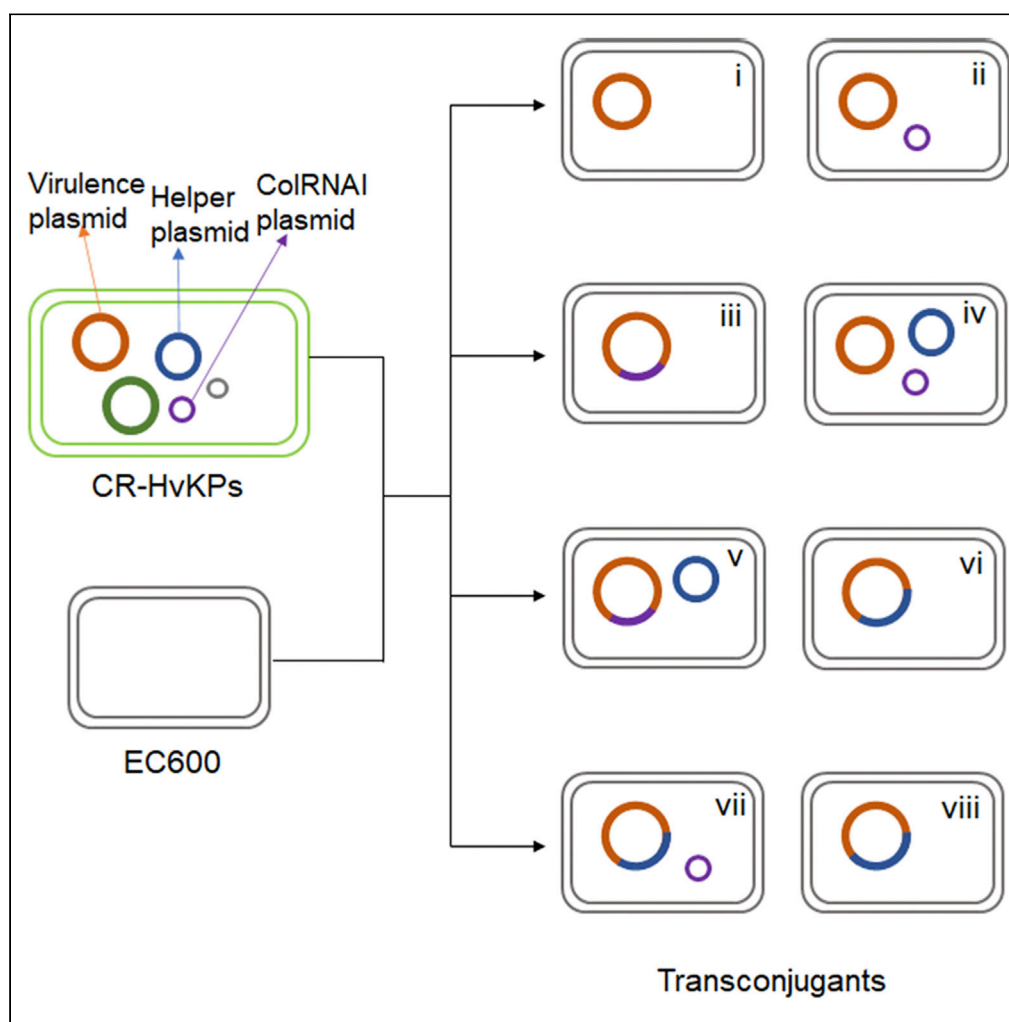 Virulence
plasmid
Helper
plasmid
ColRNAI
plasmid
CR-HvKPs
EC600
i
ii
iii
iv
v
vi
vii
viii
Transconjugants